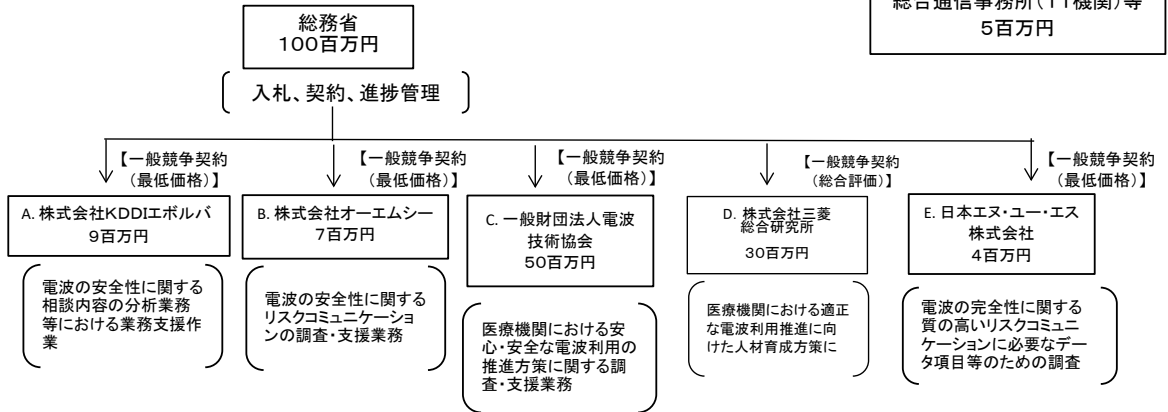 総合通信事務所(11機関)等
5百万円
総務省
100百万円
入札、契約、進捗管理
【一般競争契約
(最低価格)】
【一般競争契約
(最低価格)】
【一般競争契約
(最低価格)】
【一般競争契約
(総合評価)】
【一般競争契約
(最低価格)】
A. 株式会社KDDIエボルバ
9百万円
B. 株式会社オーエムシー
7百万円
C. 一般財団法人電波
技術協会
50百万円
D. 株式会社三菱
総合研究所
30百万円
E. 日本エヌ・ユー・エス
株式会社
4百万円
電波の安全性に関する
相談内容の分析業務
等における業務支援作
業
電波の安全性に関する
リスクコミュニケーショ
ンの調査・支援業務
医療機関における安
心・安全な電波利用の
推進方策に関する調
査・支援業務
医療機関における適正
な電波利用推進に向
けた人材育成方策に
電波の完全性に関する
質の高いリスクコミュニ
ケーションに必要なデー
タ項目等のための調査